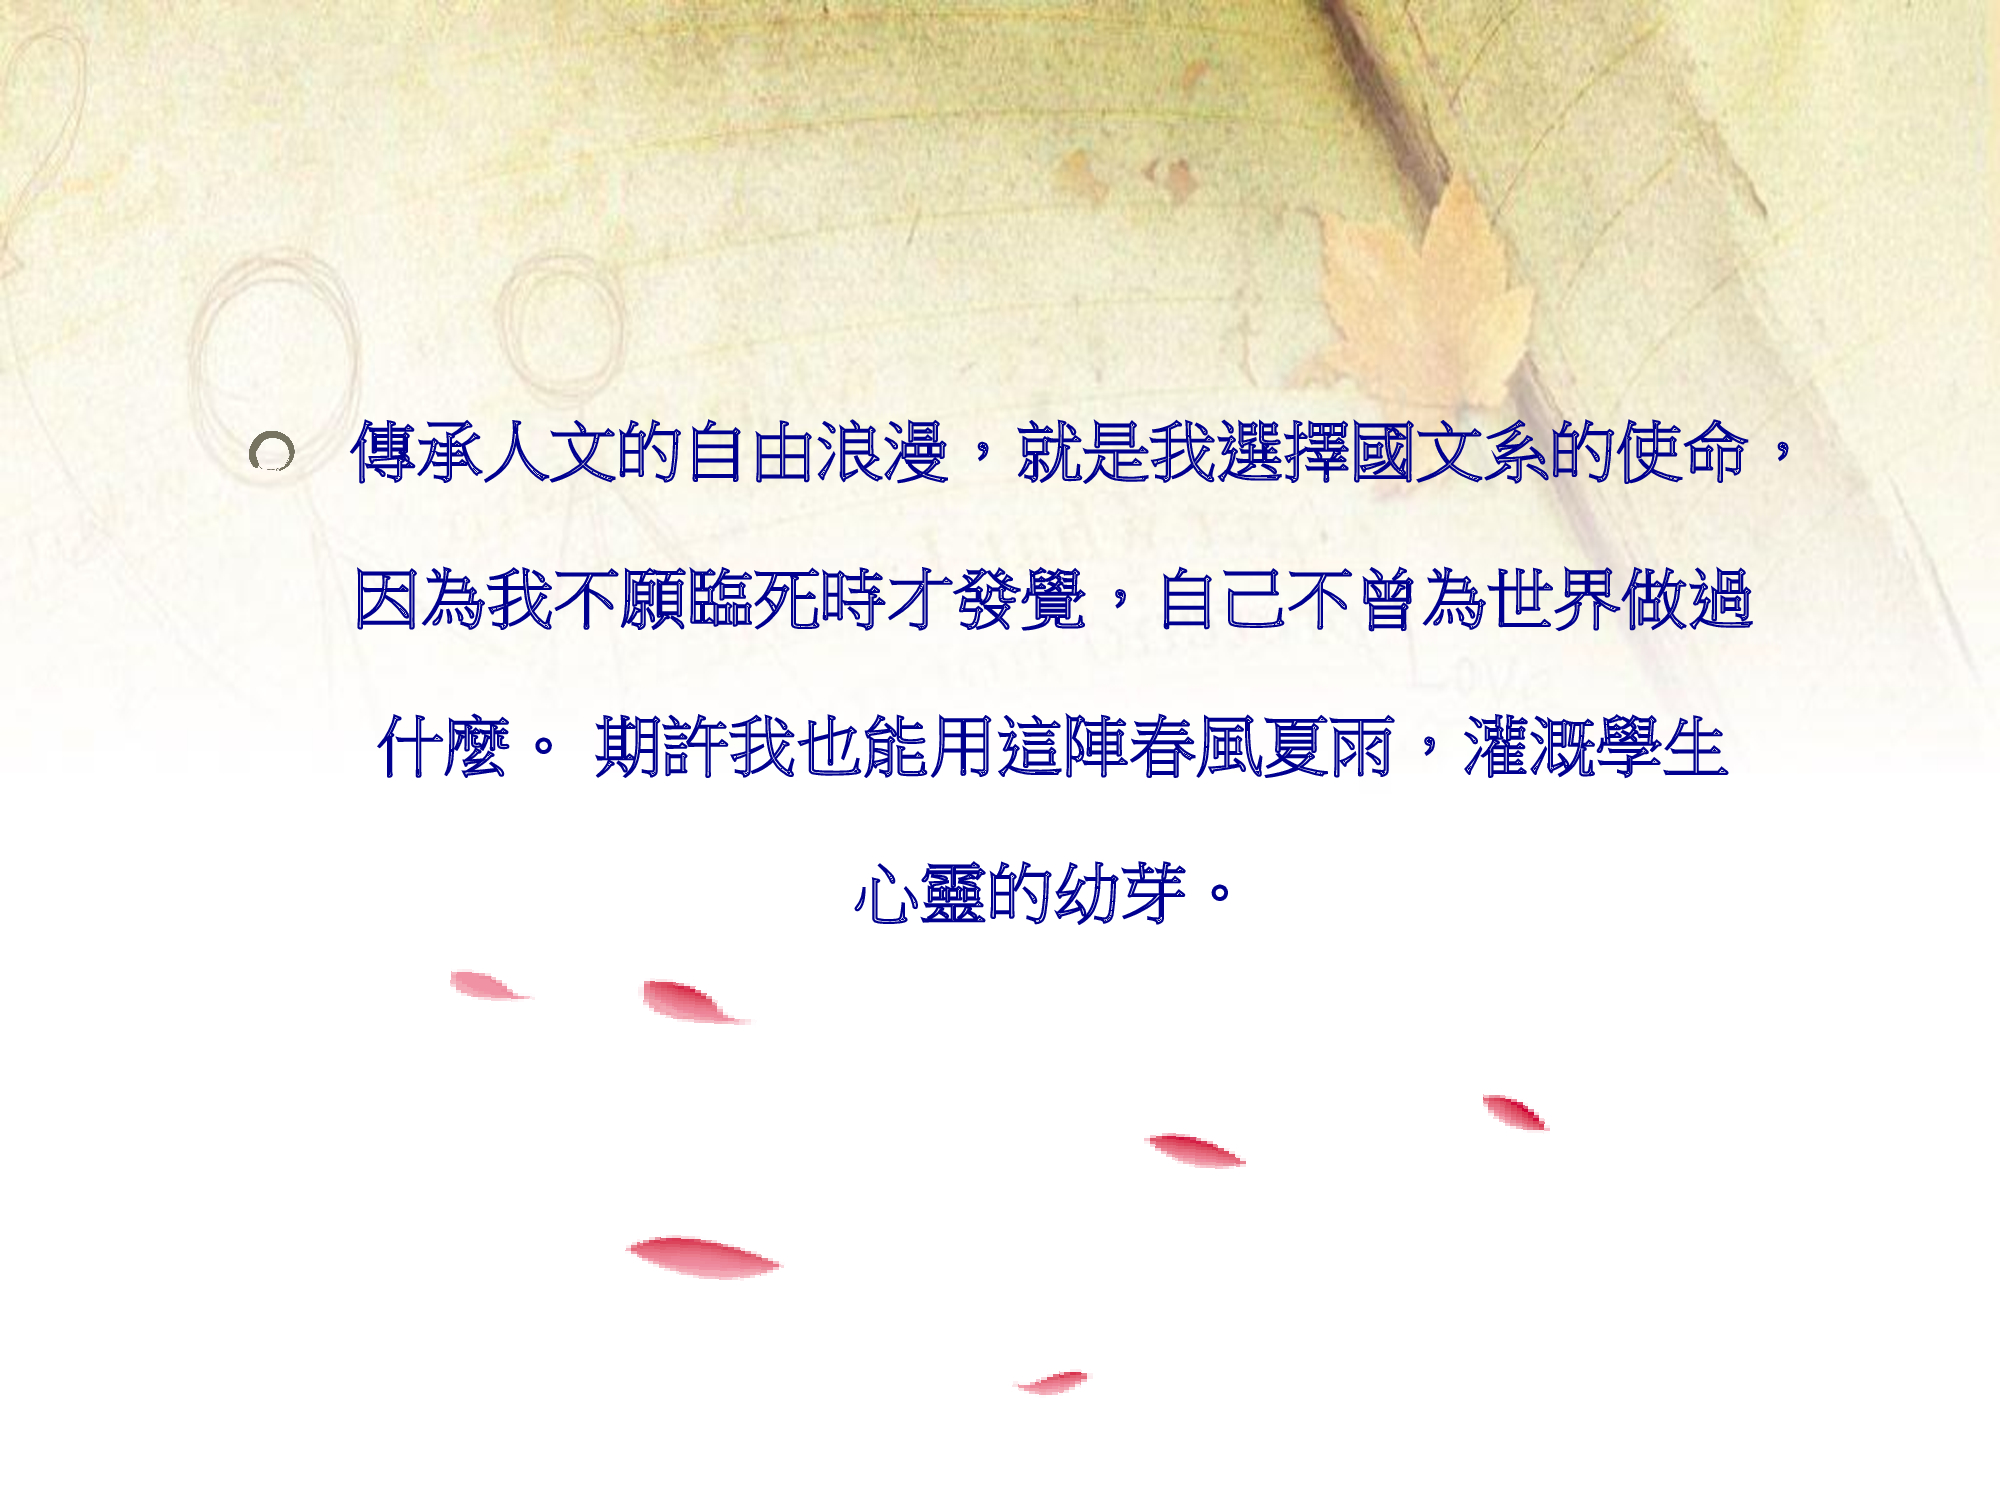 傳承人文的自由浪漫，就是我選擇國文系的使命，
因為我不願臨死時才發覺，自己不曾為世界做過
什麼。 期許我也能用這陣春風夏雨，灌溉學生
心靈的幼芽。
Love